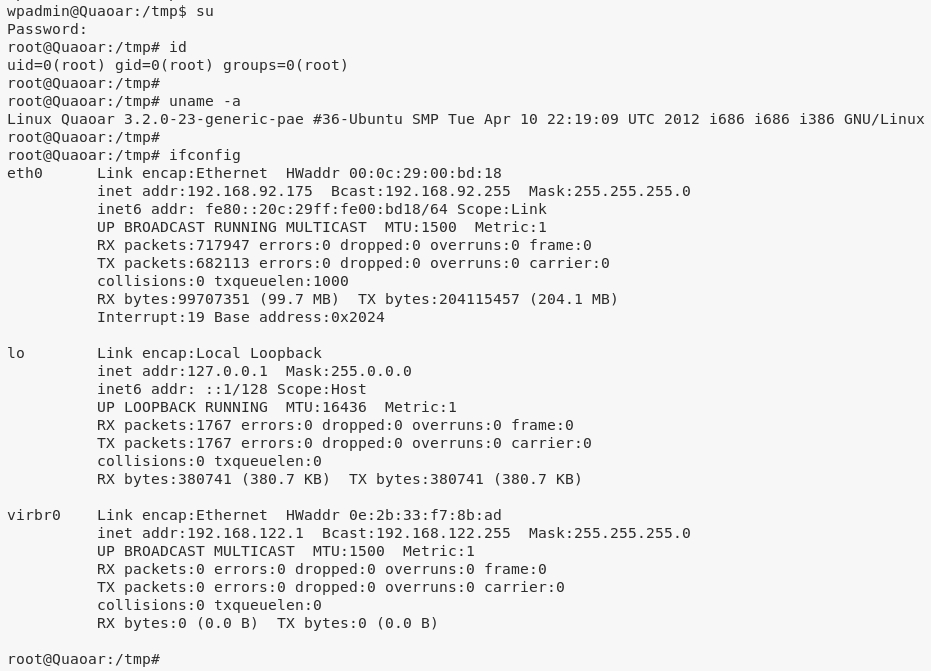 wpadmin@Quaoar:/tmp$ su
Password:
root@Quaoar:/tmp# id
uid=0(root) gid=0(root) groups=0(root)
root@Quaoar:/tmp#
root@Quaoar:/tmp# uname -a
Linux Quaoar 3.2.0-23-generic-pae #36-Ubuntu SMP Tue Apr 10 22:19:09 UTC 2012 i686 i686 i386 GNU/Linux
root@Quaoar:/tmp#
root@Quaoar:/tmp# ifconfig
eth0      Link encap:Ethernet  HWaddr 00:0c:29:00:bd:18
          inet addr:192.168.92.175  Bcast:192.168.92.255  Mask:255.255.255.0
          inet6 addr: fe80::20c:29ff:fe00:bd18/64 Scope:Link
          UP BROADCAST RUNNING MULTICAST  MTU:1500  Metric:1
          RX packets:717947 errors:0 dropped:0 overruns:0 frame:0
          TX packets:682113 errors:0 dropped:0 overruns:0 carrier:0
          collisions:0 txqueuelen:1000
          RX bytes:99707351 (99.7 MB)  TX bytes:204115457 (204.1 MB)
          Interrupt:19 Base address:0x2024

lo        Link encap:Local Loopback
          inet addr:127.0.0.1  Mask:255.0.0.0
          inet6 addr: ::1/128 Scope:Host
          UP LOOPBACK RUNNING  MTU:16436  Metric:1
          RX packets:1767 errors:0 dropped:0 overruns:0 frame:0
          TX packets:1767 errors:0 dropped:0 overruns:0 carrier:0
          collisions:0 txqueuelen:0
          RX bytes:380741 (380.7 KB)  TX bytes:380741 (380.7 KB)

virbr0    Link encap:Ethernet  HWaddr 0e:2b:33:f7:8b:ad
          inet addr:192.168.122.1  Bcast:192.168.122.255  Mask:255.255.255.0
          UP BROADCAST MULTICAST  MTU:1500  Metric:1
          RX packets:0 errors:0 dropped:0 overruns:0 frame:0
          TX packets:0 errors:0 dropped:0 overruns:0 carrier:0
          collisions:0 txqueuelen:0
          RX bytes:0 (0.0 B)  TX bytes:0 (0.0 B)

root@Quaoar:/tmp#